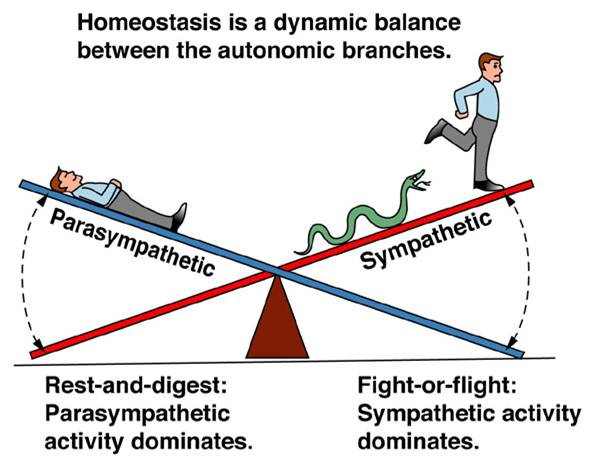 Homeostasis is a dynamic balance
between the autonomic branches.
Parasympathetic
Sympathetic
Rest-and-digest:
Parasympathetic
activity dominates.
Fight-or-flight:
Sympathetic activity
dominates.